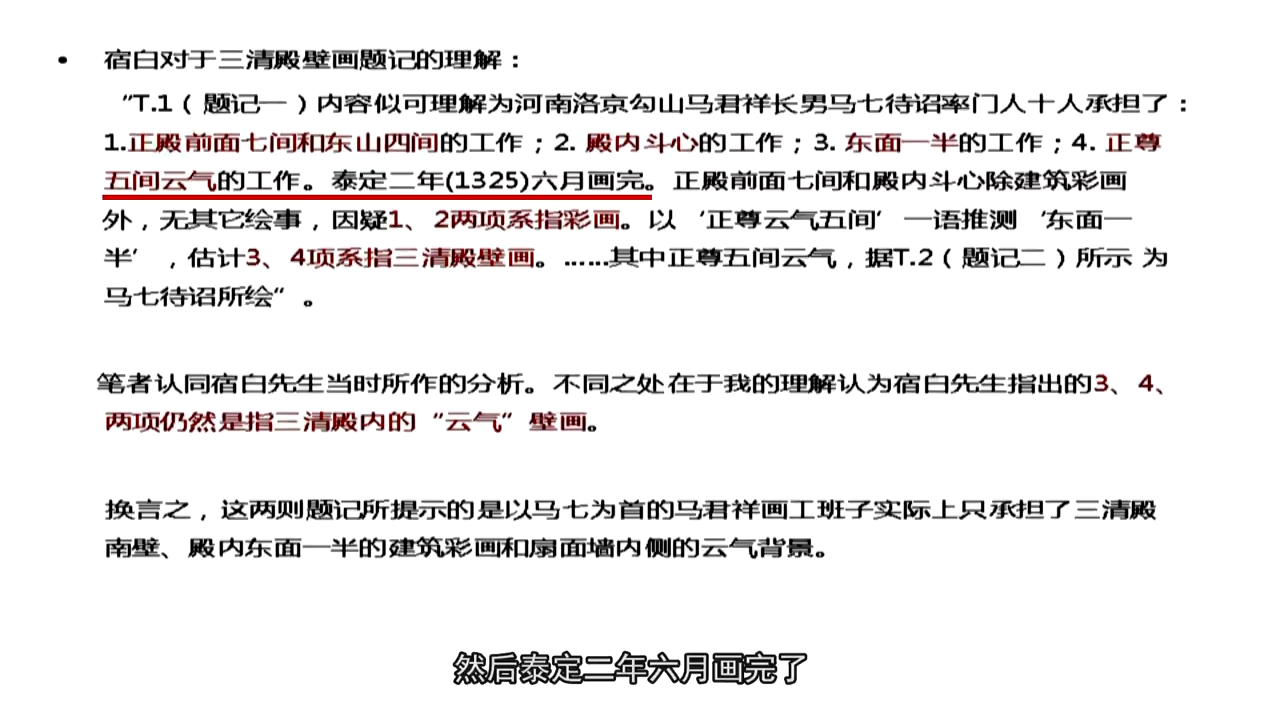 • 宿白对于三清殿壁画题记的理解：
“T.1（题记一）内容似可理解为河南洛京勾山马君祥长男马七待诏率门人十人承担了：
1.正殿前面七间和东山四间的工作；2. 殿内斗心的工作；3. 东面一半的工作；4. 正尊
五间云气的工作。泰定二年(1325)六月画完。正殿前面七间和殿内斗心除建筑彩画
外，无其它绘事，因疑1、2两项系指彩画。以‘正尊云气五间’一语推测‘东面一
半’，估计3、4项系指三清殿壁画。……其中正尊五间云气，据T.2（题记二）所示 为
马七待诏所绘”。
笔者认同宿白先生当时所作的分析。不同之处在于我的理解认为宿白先生指出的3、4、
两项仍然是指三清殿内的“云气”壁画。
换言之，这两则题记所提示的是以马七为首的马君祥画工班子实际上只承担了三清殿
南壁、殿内东面一半的建筑彩画和扇面墙内侧的云气背景。
然后泰定二年六月画完了